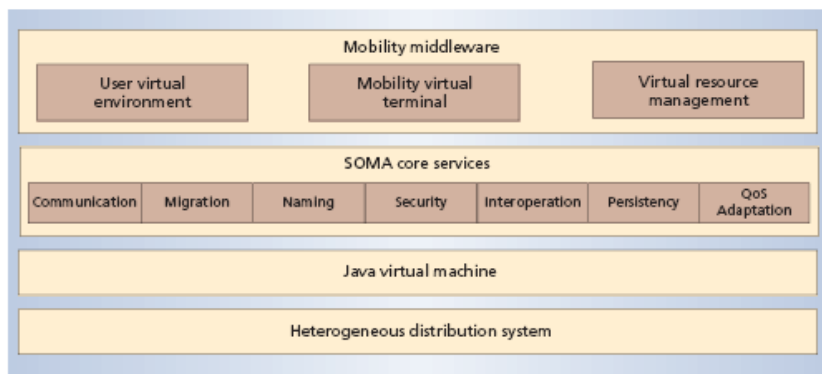 Mobility middleware
User virtual
environment
Mobility virtual
terminal
Virtual resource
management
SOMA core services
Communication
Migration
Naming
Security
Interoperation
Persistency
QoS
Adaptation
Java virtual machine
Heterogeneous distribution system